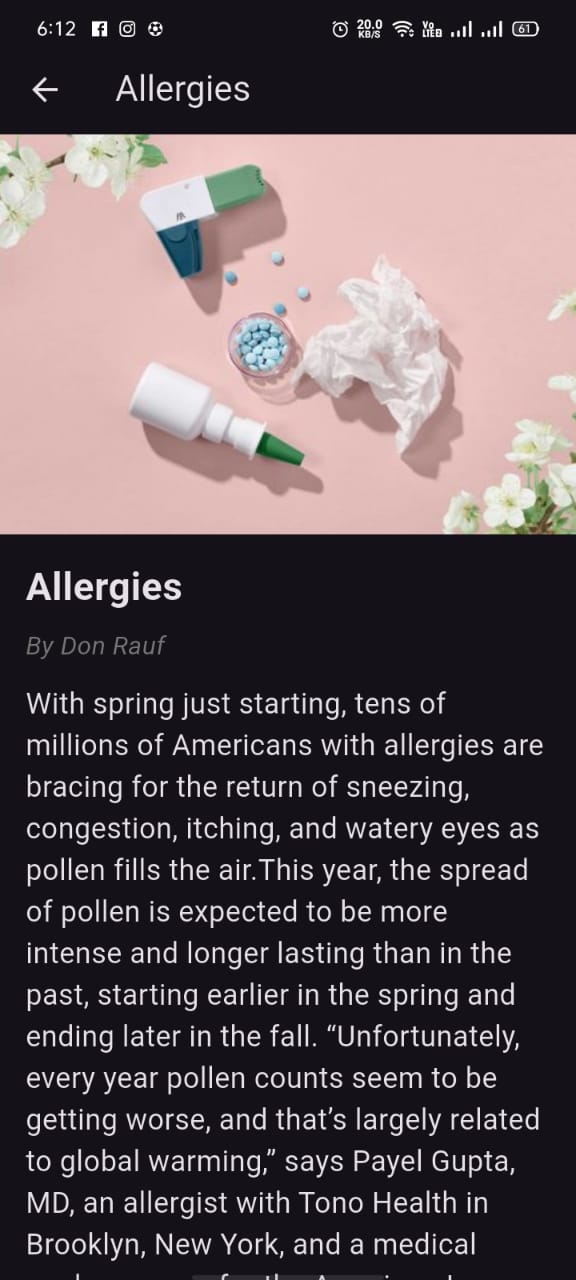 6:12
20.0
KB/S
Vo
LTE
61
Allergies
Allergies
By Don Rauf
With spring just starting, tens of
millions of Americans with allergies are
bracing for the return of sneezing,
congestion, itching, and watery eyes as
pollen fills the air.This year, the spread
of pollen is expected to be more
intense and longer lasting than in the
past, starting earlier in the spring and
ending later in the fall. “Unfortunately,
every year pollen counts seem to be
getting worse, and that’s largely related
to global warming,” says Payel Gupta,
MD, an allergist with Tono Health in
Brooklyn, New York, and a medical